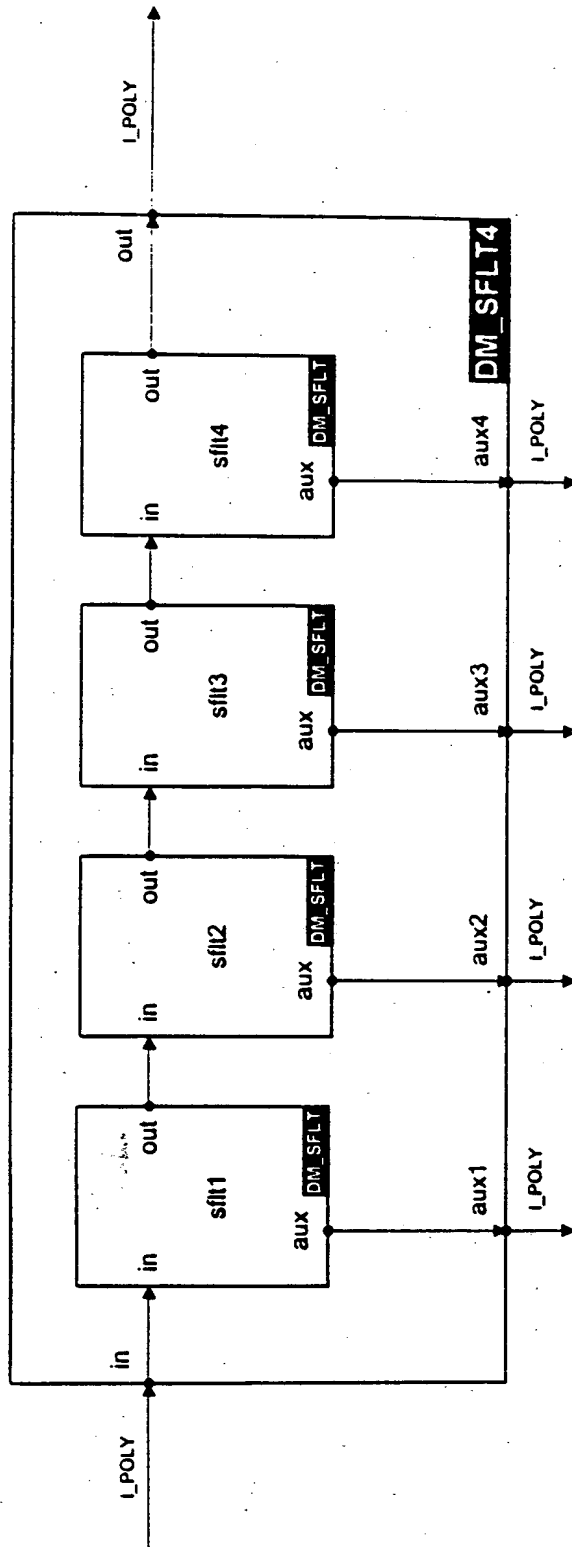 I_POLY
in
in
sflt1
out
aux
DM_SFLT
in
sflt2
out
aux
DM_SFLT
in
sflt3
out
aux
DM_SFLT
in
sflt4
out
aux
DM_SFLT
out
I_POLY
aux1
aux2
aux3
aux4
DM_SFLT4
I_POLY
I_POLY
I_POLY
I_POLY